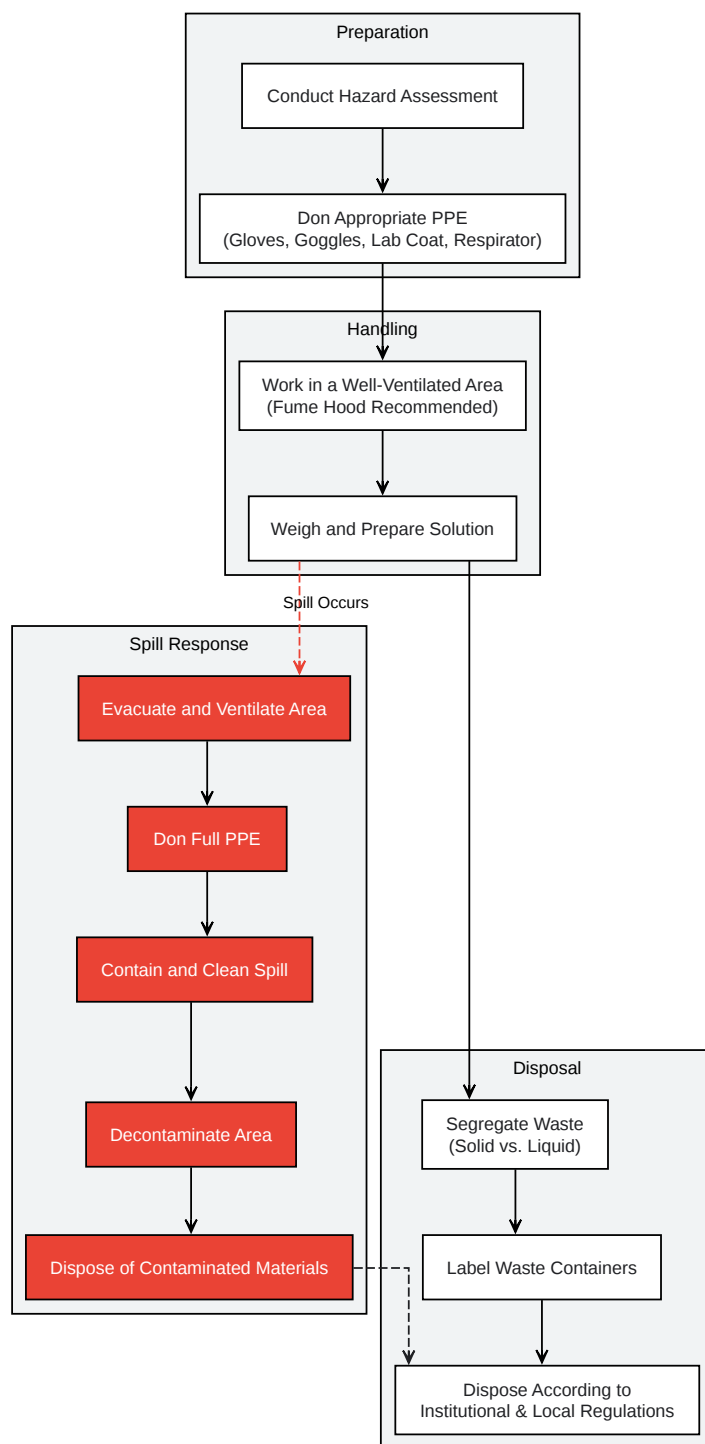 Preparation
Conduct Hazard Assessment
Don Appropriate PPE
(Gloves, Goggles, Lab Coat, Respirator)
Handling
Work in a Well-Ventilated Area
(Fume Hood Recommended)
Weigh and Prepare Solution
Spill Occurs
Spill Response
Evacuate and Ventilate Area
Don Full PPE
Contain and Clean Spill
Decontaminate Area
Dispose of Contaminated Materials
Disposal
Segregate Waste
(Solid vs. Liquid)
Label Waste Containers
Dispose According to
Institutional & Local Regulations